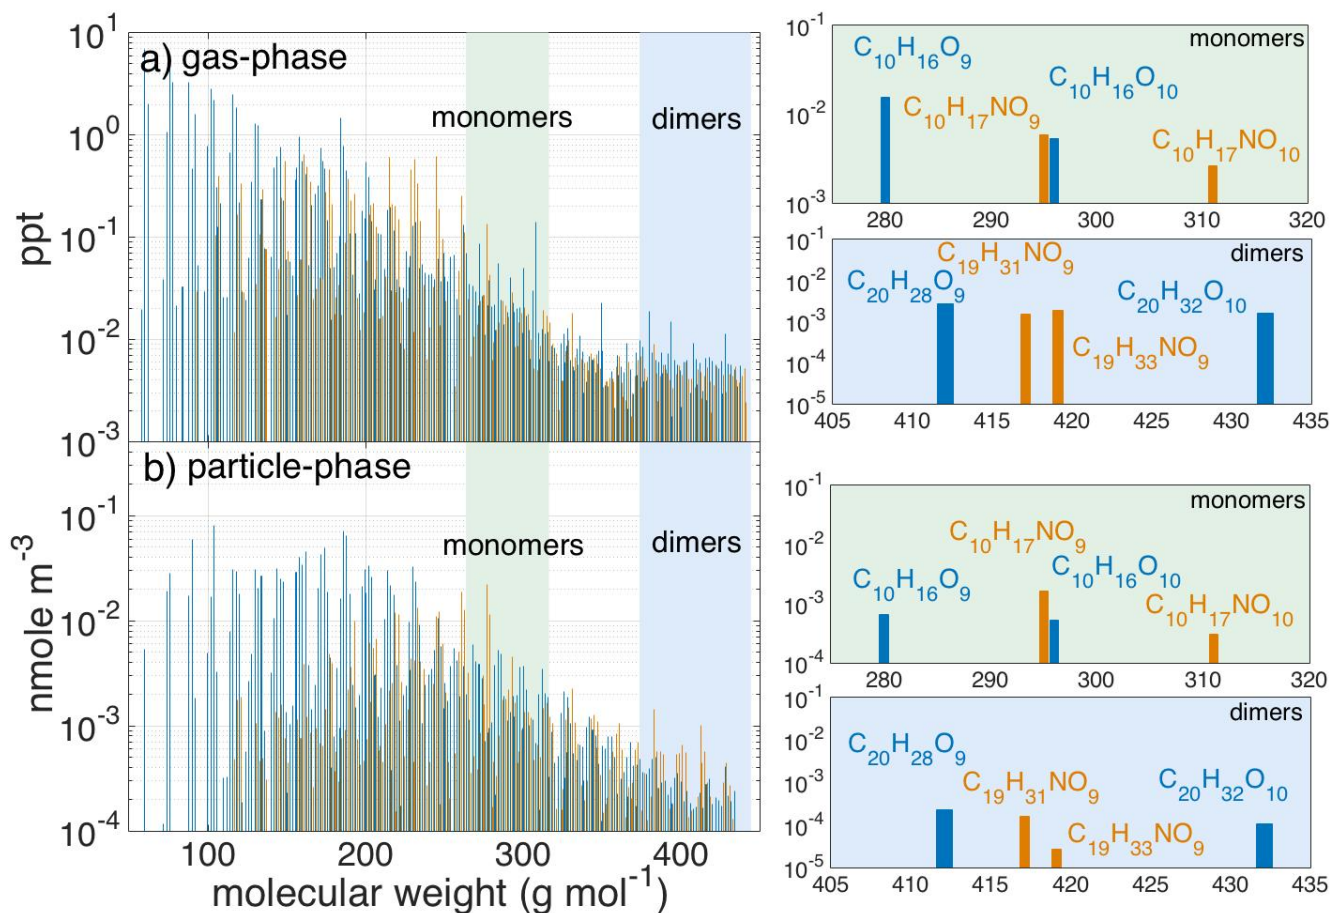 a) gas-phase
monomers
dimers
ppt
10^1
10^0
10^-1
10^-2
10^-3
b) particle-phase
monomers
dimers
nmole m^-3
10^-1
10^-2
10^-3
10^-4
100 200 300 400
molecular weight (g mol^-1)
monomers
C10H16O9
C10H16O10
C10H17NO9
C10H17NO10
10^-1
10^-2
10^-3
280 290 300 310 320
dimers
C19H31NO9
C20H28O9
C20H32O10
C19H33NO9
10^-1
10^-2
10^-3
10^-4
10^-5
405 410 415 420 425 430 435
monomers
C10H17NO9
C10H16O9
C10H16O10
C10H17NO10
10^-1
10^-2
10^-3
10^-4
280 290 300 310 320
dimers
C20H28O9
C19H31NO9
C20H32O10
C19H33NO9
10^-1
10^-2
10^-3
10^-4
10^-5
405 410 415 420 425 430 435